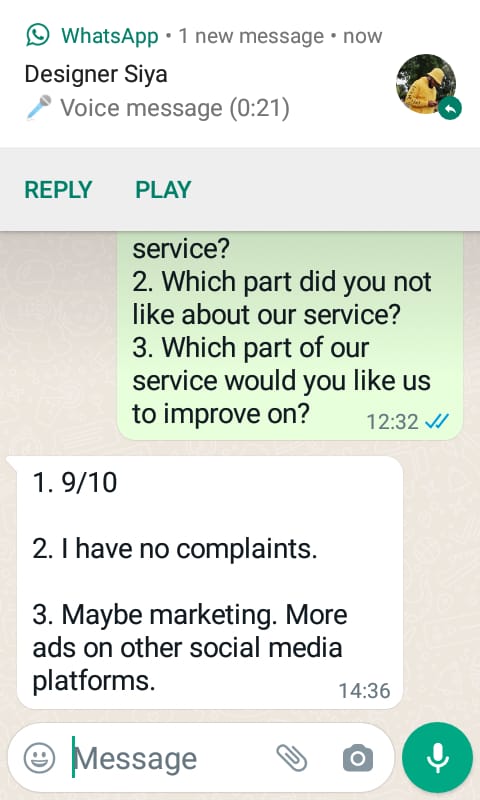 WhatsApp • 1 new message • now
Designer Siya
🎤 Voice message (0:21)
REPLY PLAY
service?
2. Which part did you not
like about our service?
3. Which part of our
service would you like us
to improve on? 12:32
1. 9/10
2. I have no complaints.
3. Maybe marketing. More
ads on other social media
platforms. 14:36
Message